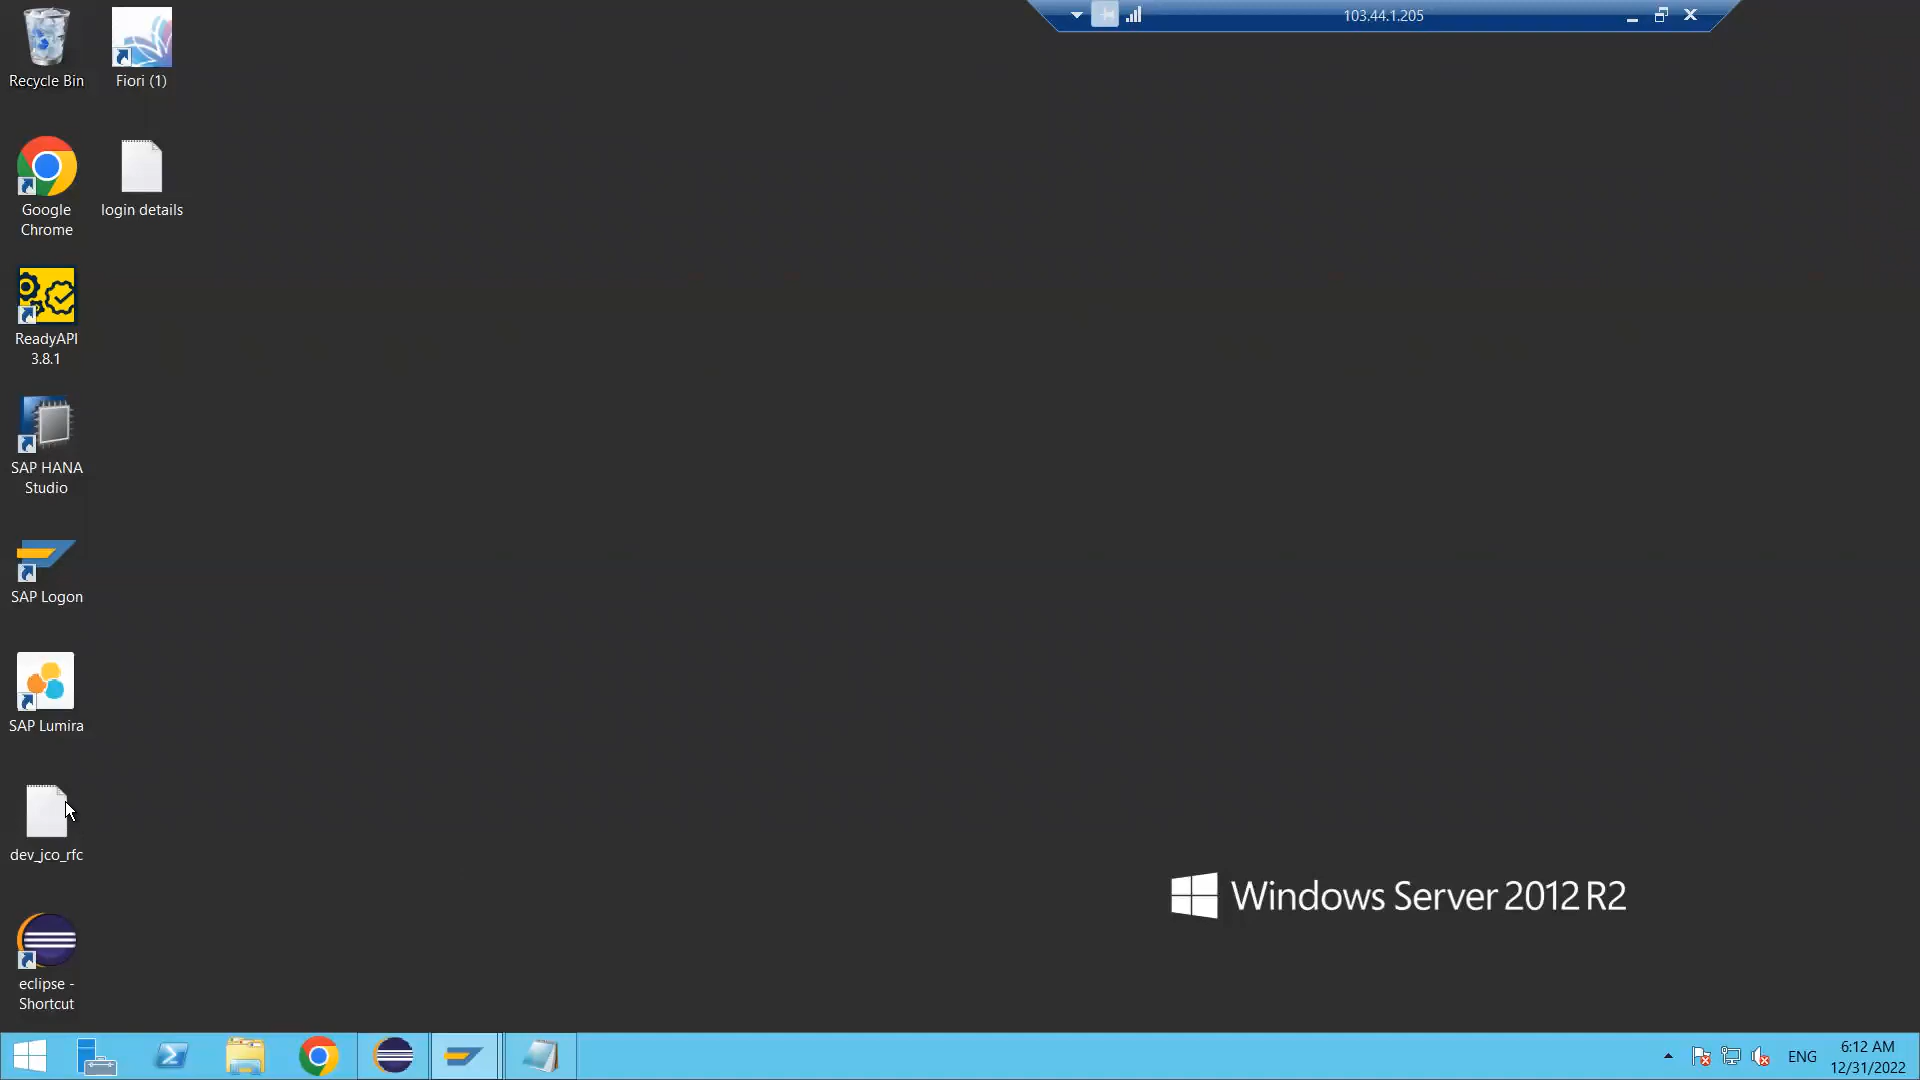 103.44.1.205
Recycle Bin
Fiori (1)
Google
Chrome
login details
ReadyAPI
3.8.1
SAP HANA
Studio
SAP Logon
SAP Lumira
dev_jco_rfc
eclipse -
Shortcut
Windows Server 2012 R2
ENG
6:12 AM
12/31/2022